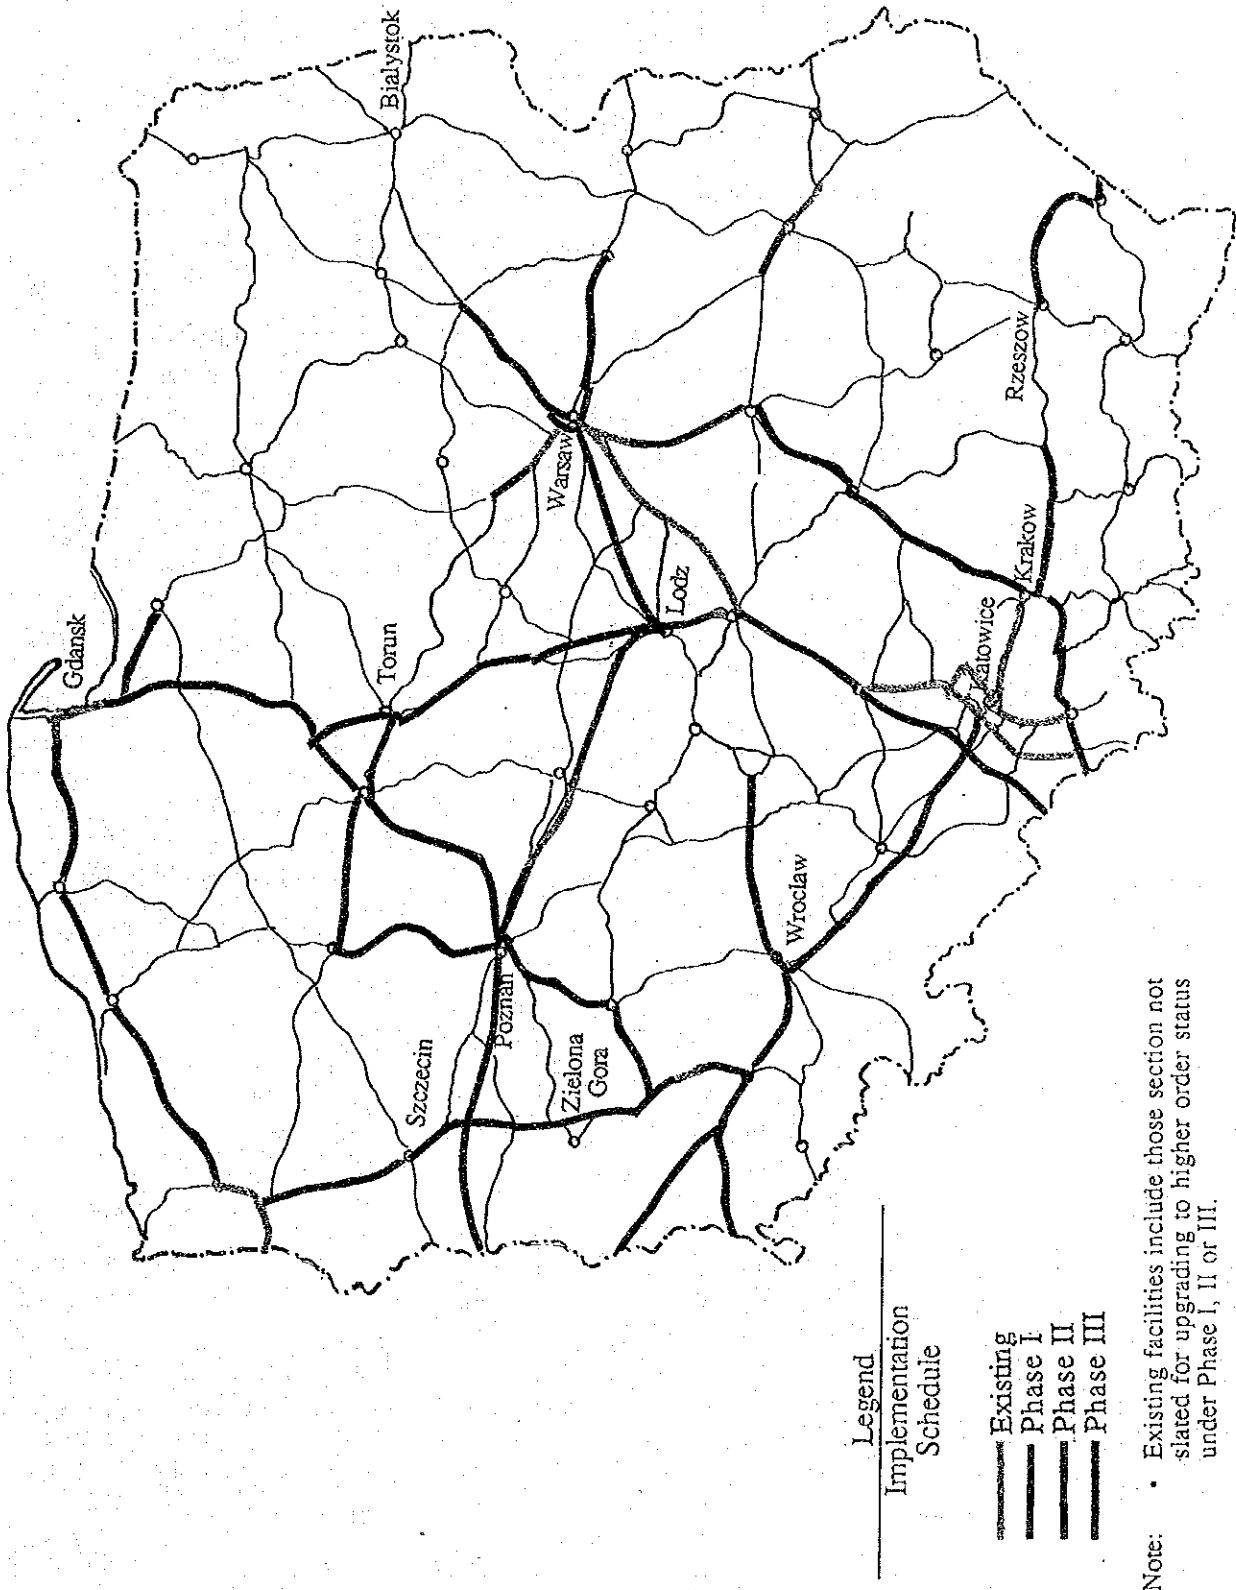 Gdansk
Bialystok
Torun
Szczecin
Poznan
Warsaw
Zielona
Gora
Lodz
Wroclaw
Katowice
Krakow
Rzeszow
Legend
Implementation
Schedule
Existing
Phase I
Phase II
Phase III
Note: • Existing facilities include those section not
slated for upgrading to higher order status
under Phase I, II or III.